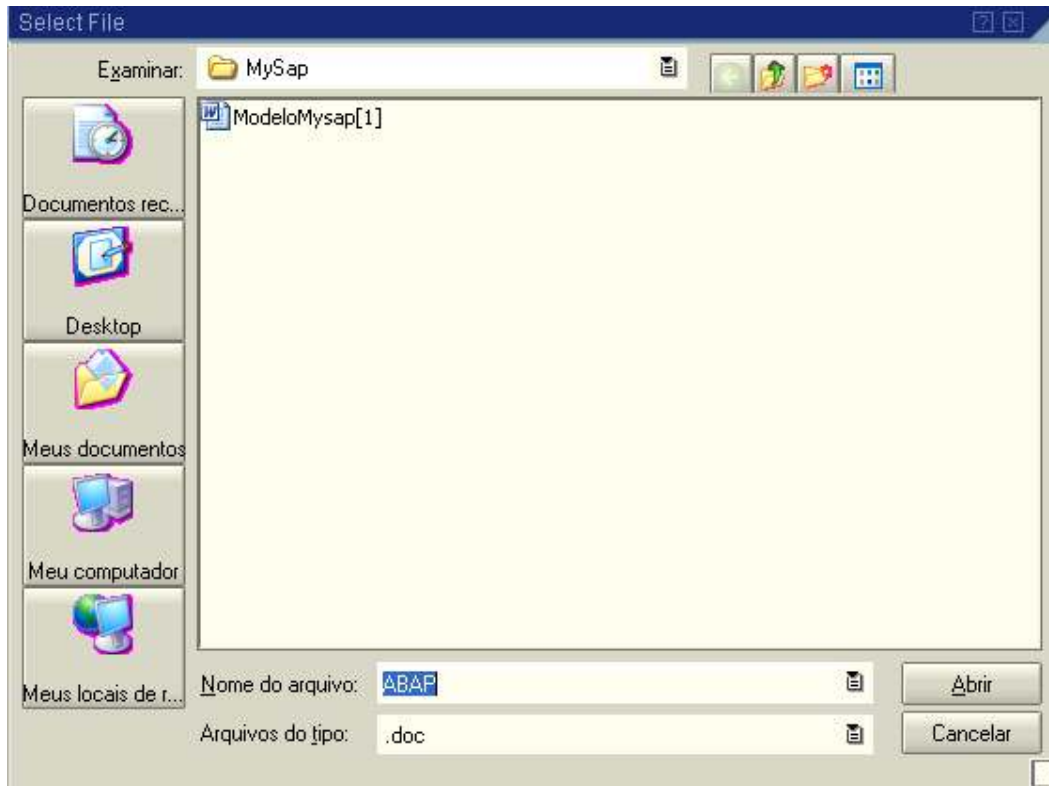 Select File
Examinar: MySap
ModeloMysap[1]
Documentos rec...
Desktop
Meus documentos
Meu computador
Meus locais de r...
Nome do arquivo: ABAP Abrir
Arquivos do tipo: .doc Cancelar